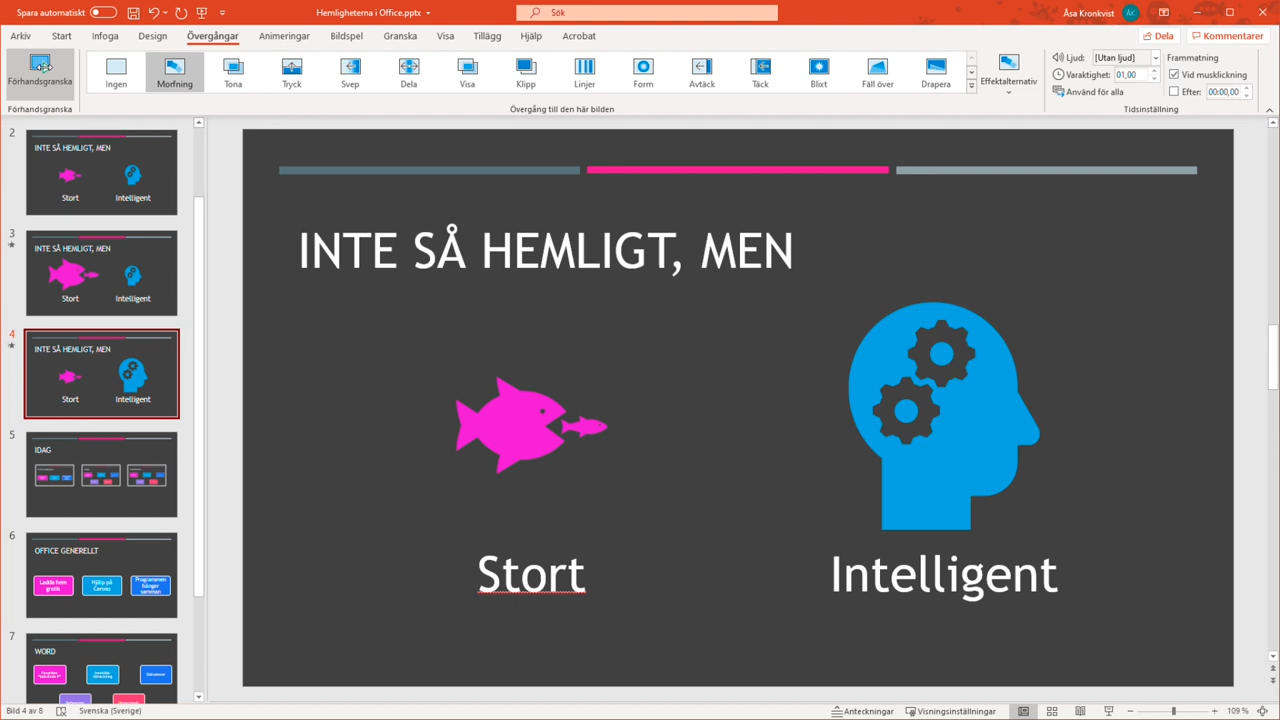 Spara automatiskt
Hemligheterna i Office.pptx
Sök
Åsa Kronkvist
ÅK
Arkiv Start Infoga Design Övergångar Animeringar Bildspel Granska Visa Tillägg Hjälp Acrobat
Dela
Kommentarer
Förhandsgranska
Ingen Morfning Tona Tryck Svep Dela Visa Klipp Linjer Form Avtäck Täck Blixt Fäll över Drapera
Effektalternativ
Ljud: [Utan ljud]
Varaktighet: 01,00
Använd för alla
Frammatning
Vid musklickning
Efter: 00:00,00
Förhandsgranska
Övergång till den här bilden
Tidsinställning
2
INTE SÅ HEMLIGT, MEN
Stort Intelligent
3
INTE SÅ HEMLIGT, MEN
Stort Intelligent
4
INTE SÅ HEMLIGT, MEN
Stort Intelligent
5
IDAG
6
OFFICE GENERELLT
Ladda hem gratis
Hjälp på Canvas
Programmen hänger samman
7
WORD
INTE SÅ HEMLIGT, MEN
Stort
Intelligent
Bild 4 av 8
Svenska (Sverige)
Anteckningar
Visningsinställningar
109 %